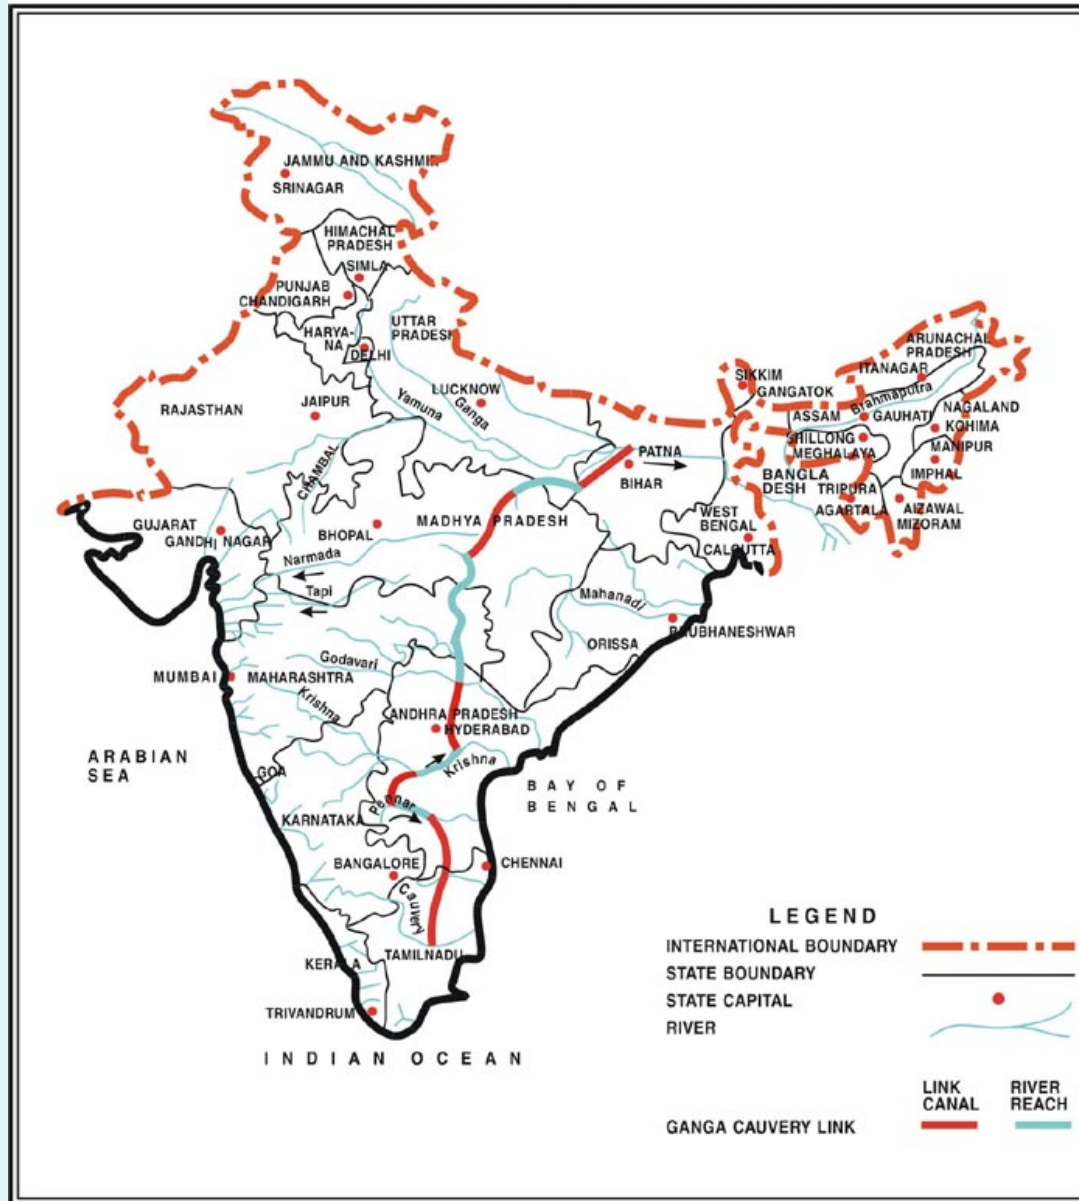 JAMMU AND KASHMIR
SRINAGAR
HIMACHAL
PRADESH
SIMLA
PUNJAB
CHANDIGARH
HARYA-
NA
DELHI
UTTAR
PRADESH
LUCKNOW
Ganga
Yamuna
RAJASTHAN
JAIPUR
CHAMBAL
SIKKIM
GANGATOK
ARUNACHAL
PRADESH
ITANAGAR
Brahmaputra
ASSAM
GAUHATI
NAGALAND
KOHIMA
SHILLONG
MEGHALAYA
MANIPUR
IMPHAL
BANGLA
DESH
TRIPURA
AGARTALA
AIZAWAL
MIZORAM
PATNA
BIHAR
WEST
BENGAL
CALCUTTA
GUJARAT
GANDHI NAGAR
BHOPAL
MADHYA PRADESH
Narmada
Tapi
Mahanadi
BHUBHANESHWAR
ORISSA
MUMBAI
MAHARASHTRA
Godavari
Krishna
ANDHRA PRADESH
HYDERABAD
Krishna
ARABIAN
SEA
GOA
BAY OF
BENGAL
Pennar
KARNATAKA
BANGALORE
CHENNAI
Cauvery
TAMILNADU
KERALA
TRIVANDRUM
INDIAN OCEAN
LEGEND
INTERNATIONAL BOUNDARY
STATE BOUNDARY
STATE CAPITAL
RIVER
LINK
CANAL
RIVER
REACH
GANGA CAUVERY LINK